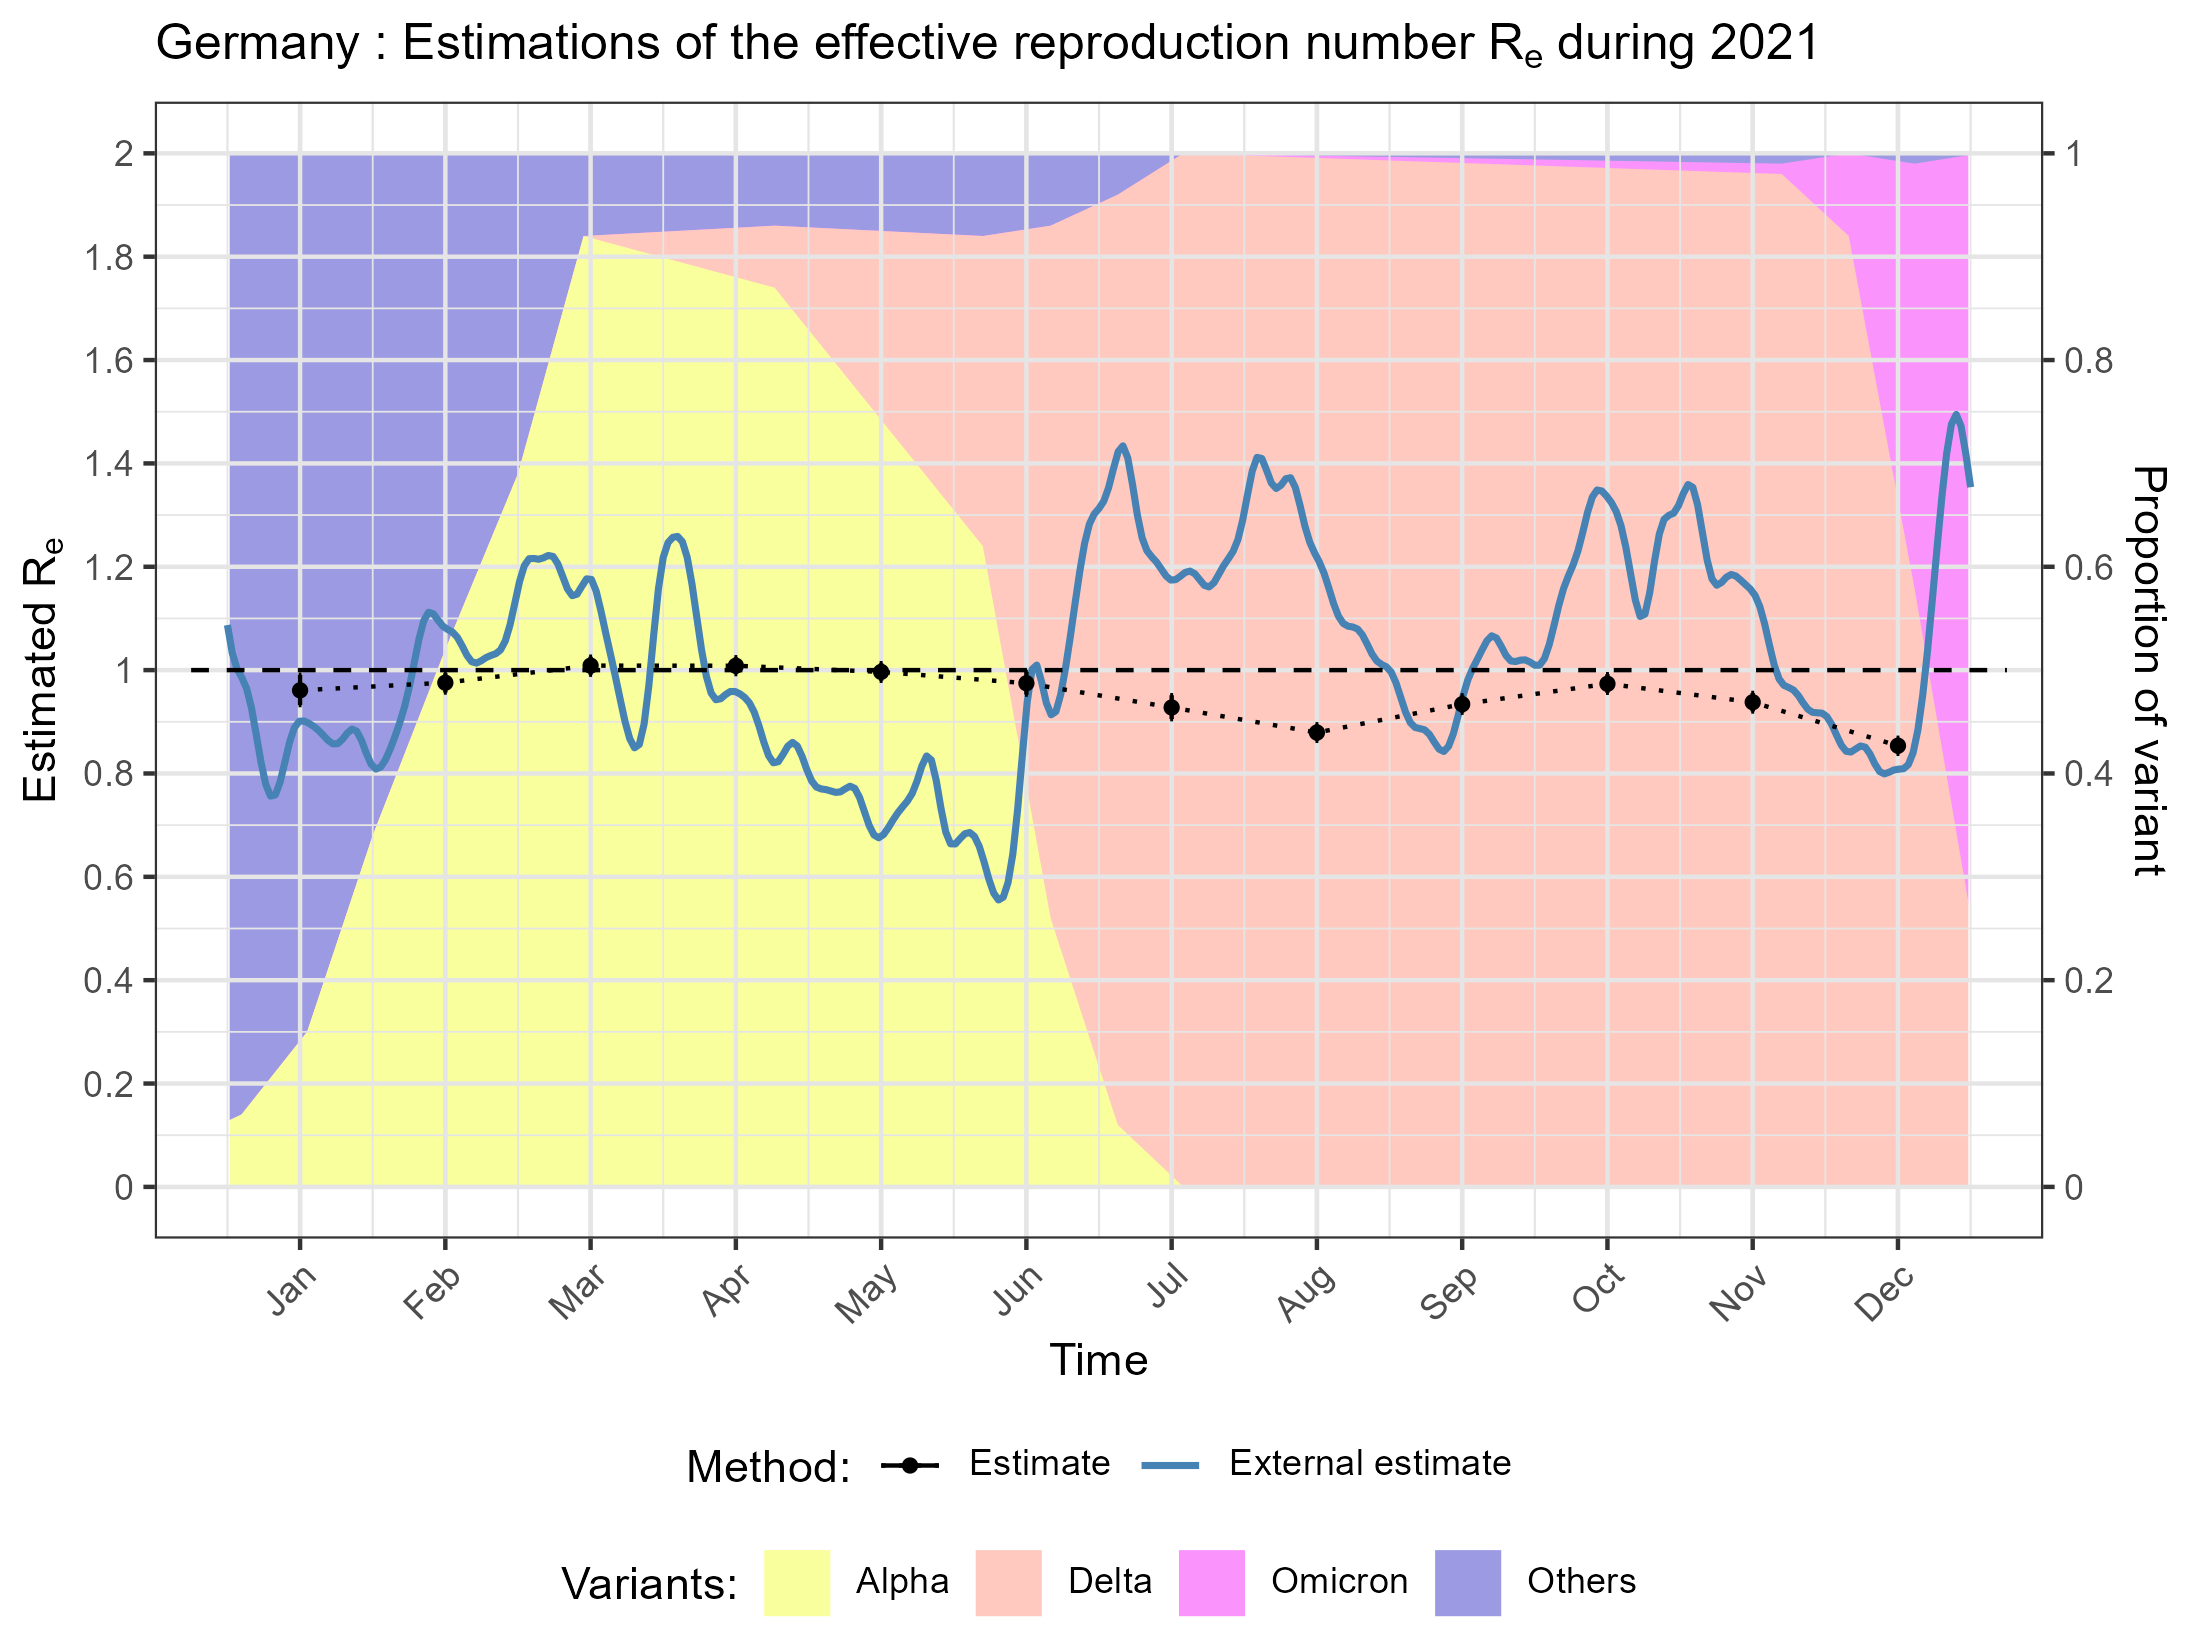 Germany : Estimations of the effective reproduction number Re during 2021
Estimated Re
2
1.8
1.6
1.4
1.2
1
0.8
0.6
0.4
0.2
0
1
0.8
0.6
0.4
0.2
0
Proportion of variant
Jan Feb Mar Apr May Jun Jul Aug Sep Oct Nov Dec
Time
Method: Estimate External estimate
Variants: Alpha Delta Omicron Others